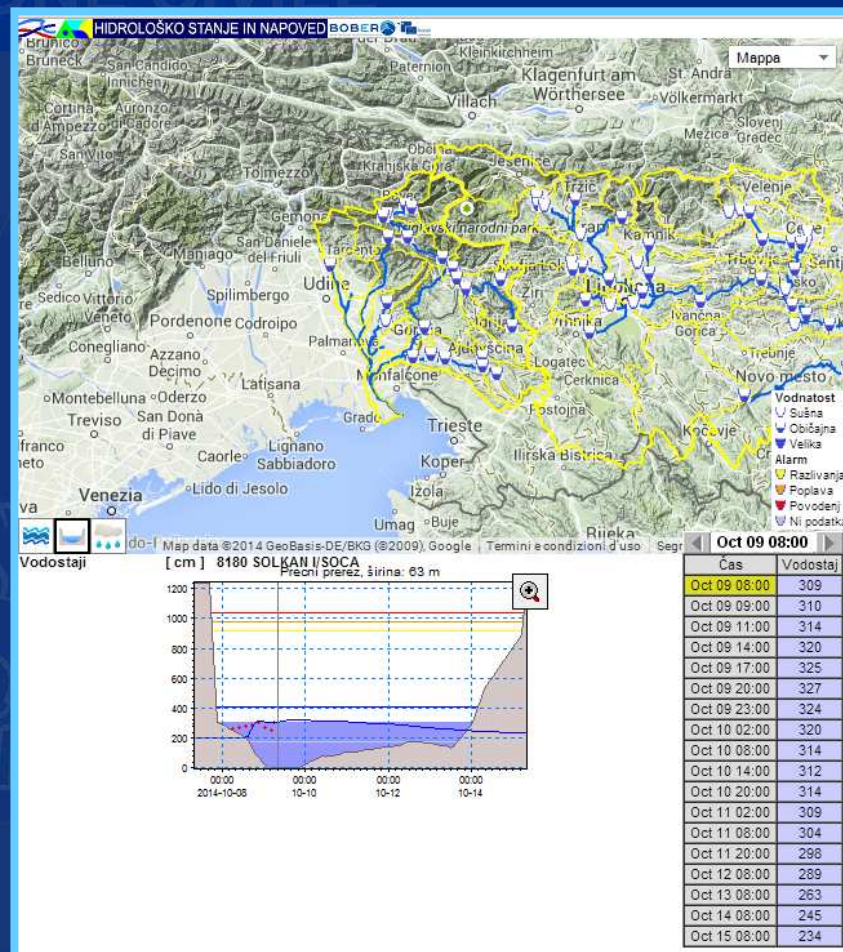 HIDROLOŠKO STANJE IN NAPOVED BOBER
Mappa
Brunico
Bruneck
San Candido
Innichen
Paternion
Kleinkirchheim
Klagenfurt am
Wörthersee
St. Andrä
Völkermarkt
Villach
Cortina
d'Ampezzo
Auronzo
di Cadore
San Vito
Tolmezzo
Kranjska Gora
Jesenice
Mežica
Slovenj
Gradec
Tržič
Velenje
Kamnik
Triglavski narodni park
Gemona
San Daniele
del Friuli
Tarcento
Belluno
Maniago
Spilimbergo
Udine
Škofja Loka
Žiri
Ljubljana
Vrhnika
Ivančna
Gorica
Sedico
Vittorio
Veneto
Pordenone
Codroipo
Palmanova
Gorizia
Idrija
Ajdovščina
Logatec
Cerknica
Trebnje
Novo mesto
Conegliano
Azzano
Decimo
Latisana
Monfalcone
Postojna
Montebelluna
Oderzo
Treviso
San Donà
di Piave
Grado
Trieste
Kočevje
Caorle
Lignano
Sabbiadoro
Koper
Ilirska Bistrica
Lido di Jesolo
Izola
Venezia
Umag
Buje
Rijeka
Vodnatost
Sušna
Običajna
Velika
Alarm
Razlivanja
Poplava
Povodenj
Ni podatka
Map data ©2014 GeoBasis-DE/BKG (©2009), Google
Termini e condizioni d'uso
Segr
Vodostaji
[ cm ] 8180 SOLKAN I/SOCA
Precni prerez, širina: 63 m
1200
1000
800
600
400
200
0
00:00 00:00 00:00 00:00
2014-10-08 10-10 10-12 10-14
Oct 09 08:00
Čas Vodostaj
Oct 09 08:00 309
Oct 09 09:00 310
Oct 09 11:00 314
Oct 09 14:00 320
Oct 09 17:00 325
Oct 09 20:00 327
Oct 09 23:00 324
Oct 10 02:00 320
Oct 10 08:00 314
Oct 10 14:00 312
Oct 10 20:00 314
Oct 11 02:00 309
Oct 11 08:00 304
Oct 11 20:00 298
Oct 12 08:00 289
Oct 13 08:00 263
Oct 14 08:00 245
Oct 15 08:00 234